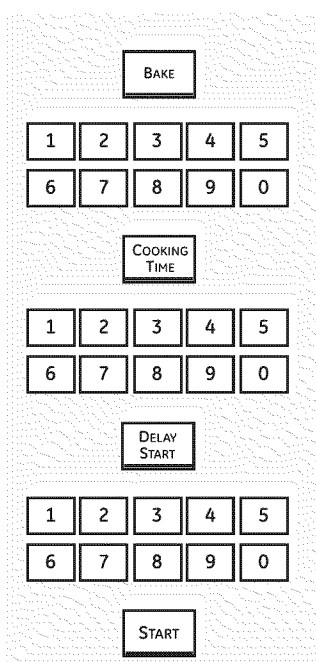 BAKE
1 2 3 4 5
6 7 8 9 0
COOKING
TIME
1 2 3 4 5
6 7 8 9 0
DELAY
START
1 2 3 4 5
6 7 8 9 0
START